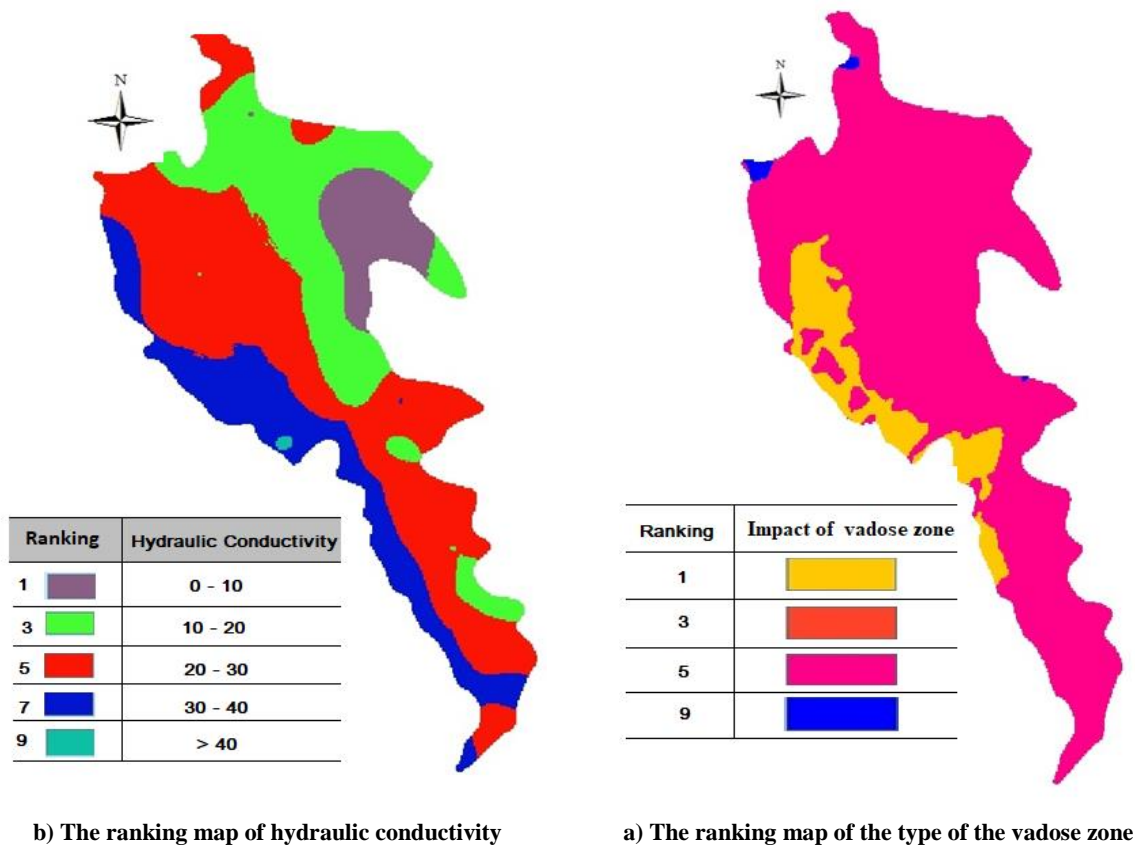 N
Ranking Hydraulic Conductivity
1 0 - 10
3 10 - 20
5 20 - 30
7 30 - 40
9 > 40
b) The ranking map of hydraulic conductivity
N
Ranking Impact of vadose zone
1
3
5
9
a) The ranking map of the type of the vadose zone